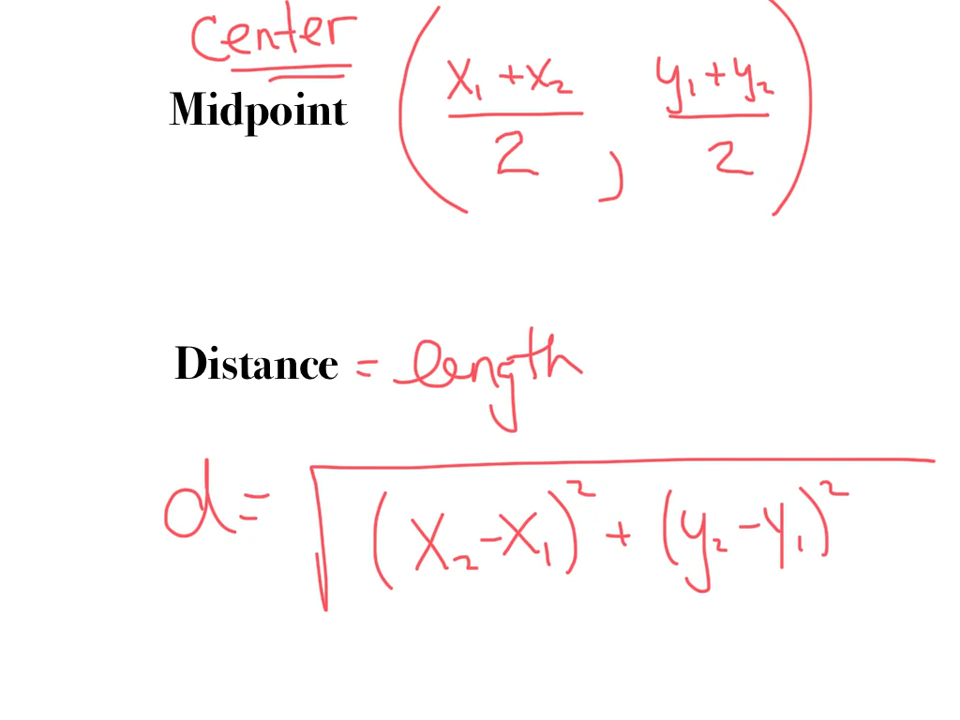 Center
Midpoint ( x₁ + x₂ / 2 , y₁ + y₂ / 2 )
Distance = length
d = √(x₂ - x₁)² + (y₂ - y₁)²